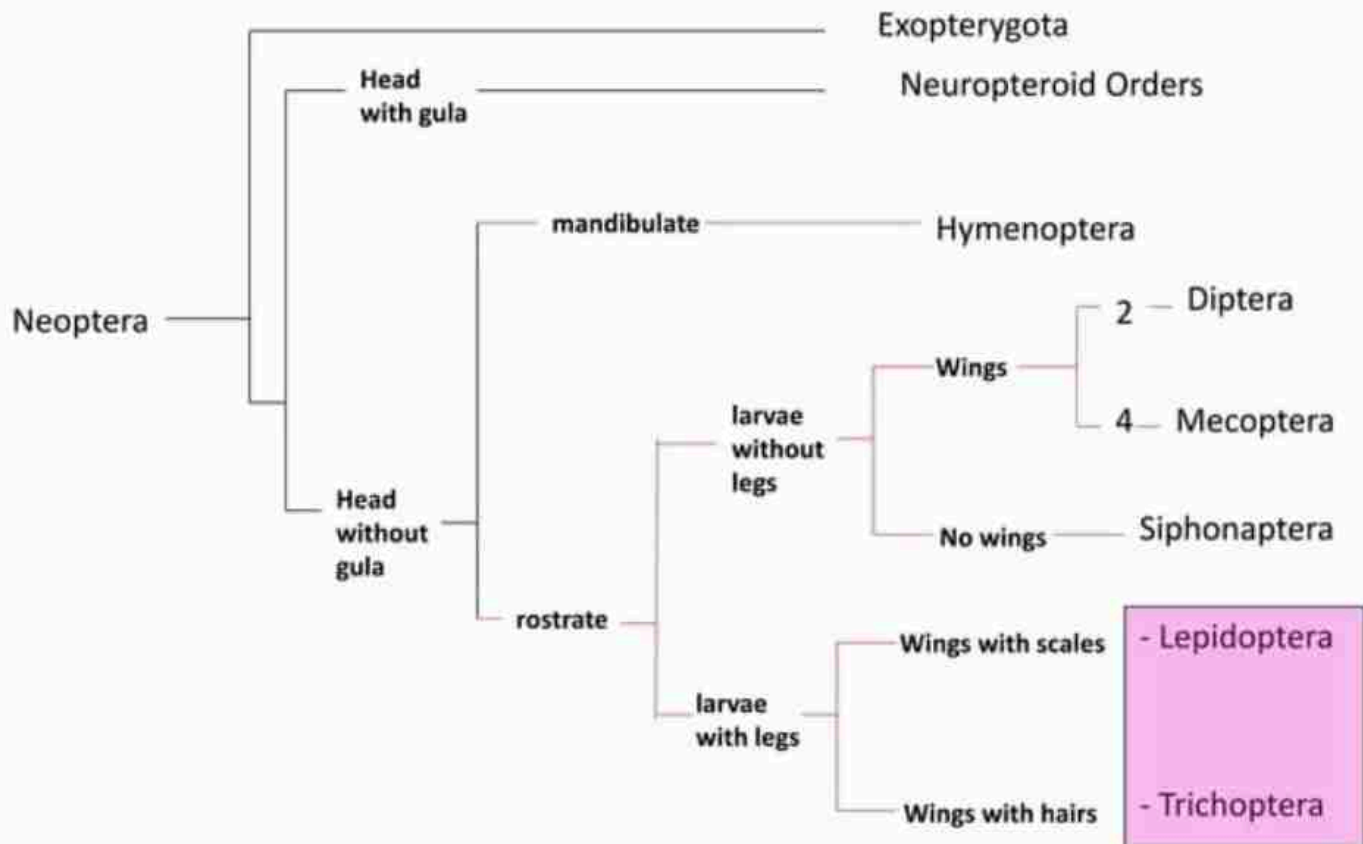 Exopterygota
Head
with gula
Neuropteroid Orders
mandibulate
Hymenoptera
Neoptera
2
Diptera
Wings
4
Mecoptera
larvae
without
legs
Head
without
gula
No wings
Siphonaptera
rostrate
Wings with scales
- Lepidoptera
larvae
with legs
Wings with hairs
- Trichoptera